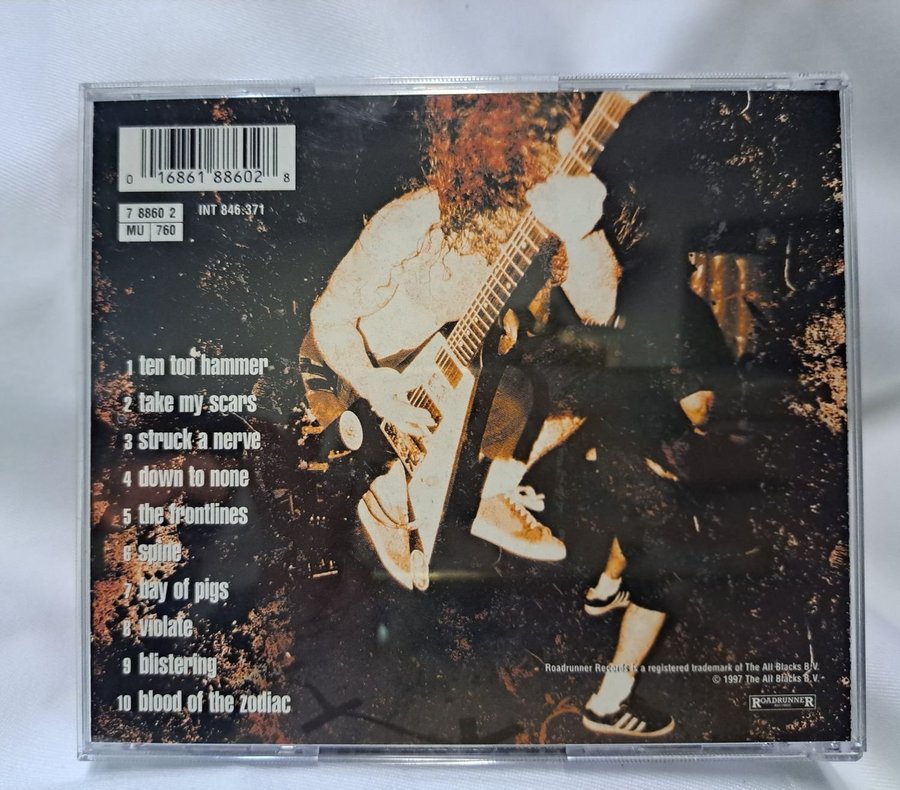 0 16861 88602 8
7 8860 2
MU 760
INT 846.371
1 ten ton hammer
2 take my scars
3 struck a nerve
4 down to none
5 the frontlines
6 spine
7 bay of pigs
8 violate
9 blistering
10 blood of the zodiac
Roadrunner Records is a registered trademark of The All Blacks B.V.
© 1997 The All Blacks B.V.
ROADRUNNER
RECORDS